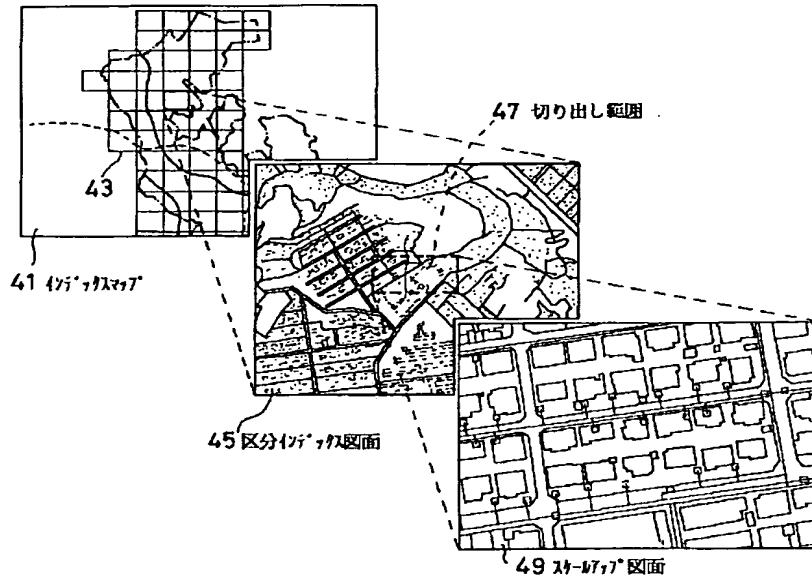 47 切り出し範囲
43
41 インデックスマップ
45 区分インデックス図面
49 スケールアップ図面